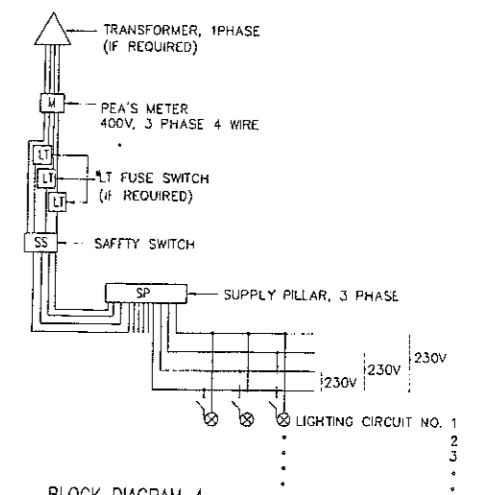 TRANSFORMER, 1PHASE
(IF REQUIRED)
M
PEA'S METER
400V, 3 PHASE 4 WIRE
LT
LT
LT
LT FUSE SWITCH
(IF REQUIRED)
SS
SAFFTY SWITCH
SP
SUPPLY PILLAR, 3 PHASE
230V
230V
230V
LIGHTING CIRCUIT NO. 1
2
3
BLOCK DIAGRAM 4